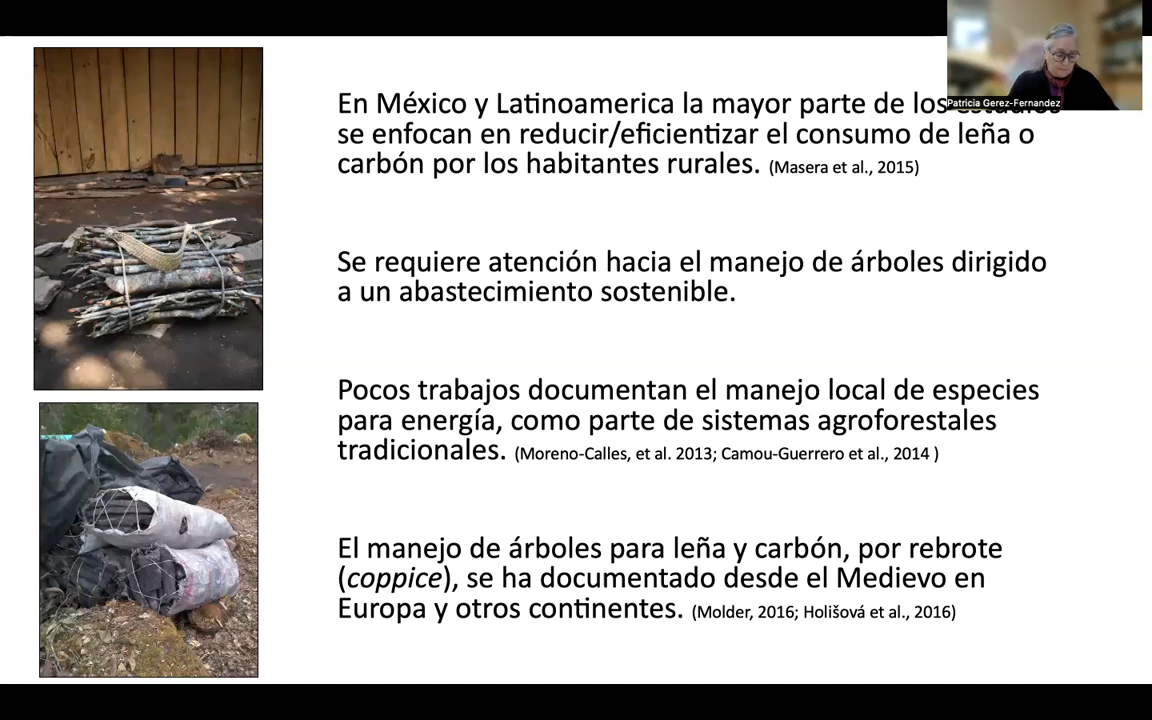 Patricia Gerez-Fernandez
En México y Latinoamerica la mayor parte de los
se enfocan en reducir/eficientizar el consumo de leña o
carbón por los habitantes rurales. (Masera et al., 2015)
Se requiere atención hacia el manejo de árboles dirigido
a un abastecimiento sostenible.
Pocos trabajos documentan el manejo local de especies
para energía, como parte de sistemas agroforestales
tradicionales. (Moreno-Calles, et al. 2013; Camou-Guerrero et al., 2014 )
El manejo de árboles para leña y carbón, por rebrote
(coppice), se ha documentado desde el Medievo en
Europa y otros continentes. (Molder, 2016; Holišová et al., 2016)